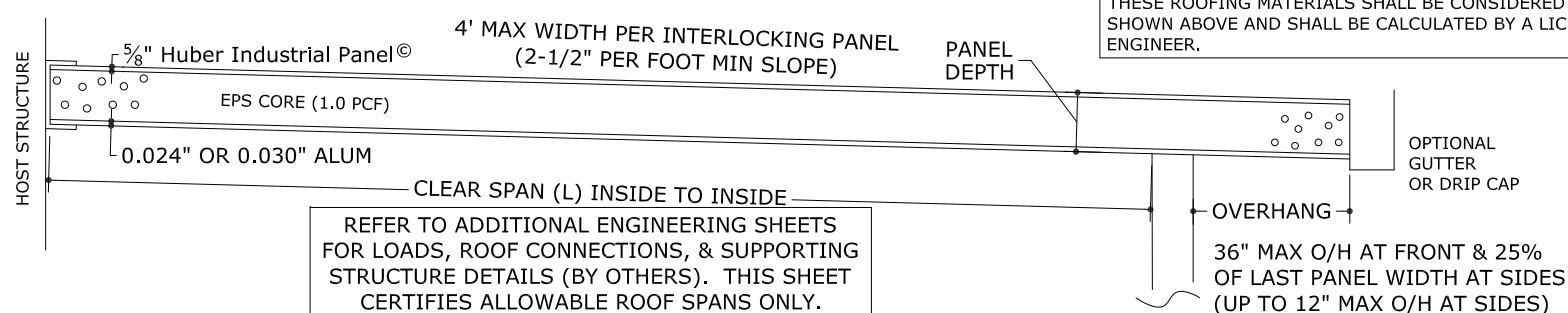 THESE ROOFING MATERIALS SHALL BE CONSIDERED
SHOWN ABOVE AND SHALL BE CALCULATED BY A LIC
ENGINEER.
4' MAX WIDTH PER INTERLOCKING PANEL
(2-1/2" PER FOOT MIN SLOPE)
PANEL
DEPTH
HOST STRUCTURE
⅝" Huber Industrial Panel©
EPS CORE (1.0 PCF)
0.024" OR 0.030" ALUM
OPTIONAL
GUTTER
OR DRIP CAP
CLEAR SPAN (L) INSIDE TO INSIDE
OVERHANG
REFER TO ADDITIONAL ENGINEERING SHEETS
FOR LOADS, ROOF CONNECTIONS, & SUPPORTING
STRUCTURE DETAILS (BY OTHERS). THIS SHEET
CERTIFIES ALLOWABLE ROOF SPANS ONLY.
36" MAX O/H AT FRONT & 25%
OF LAST PANEL WIDTH AT SIDES
(UP TO 12" MAX O/H AT SIDES)